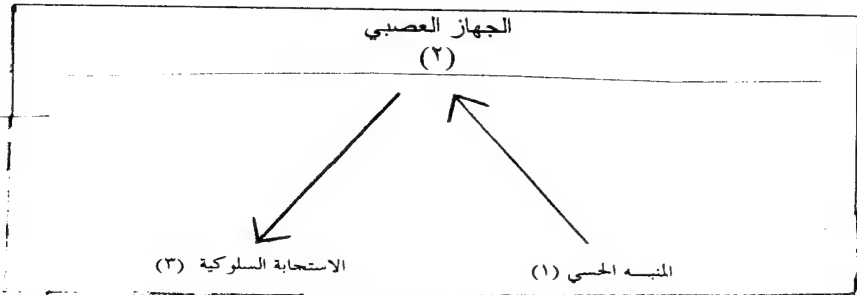 الجهاز العصبي
(٢)
المنبه الحسي (١)
الاستجابة السلوكية (٣)